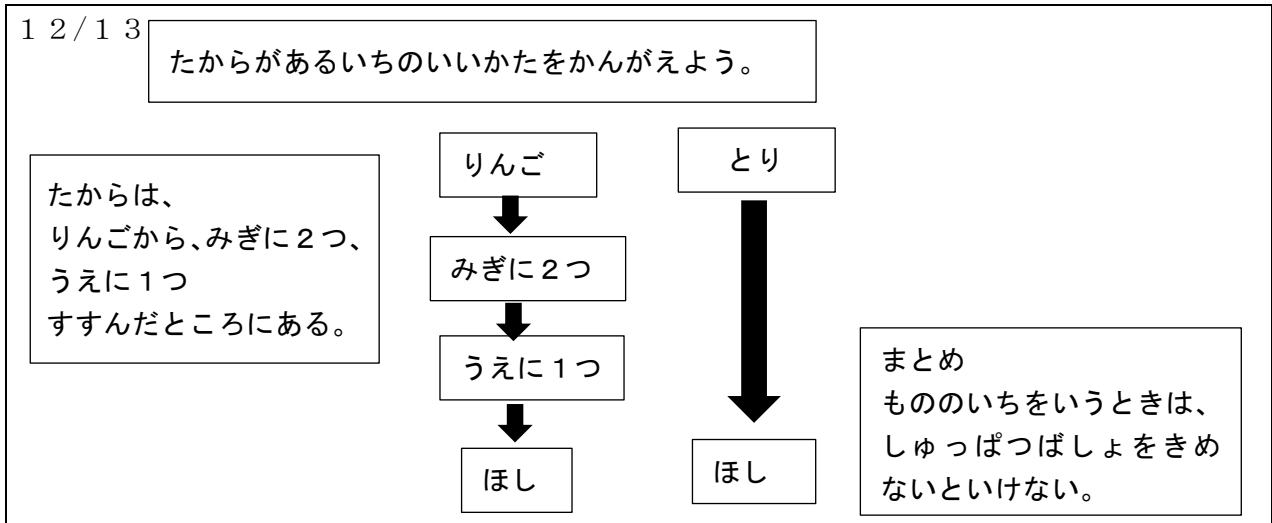 １２/１３
たからがあるいちのいいかたをかんがえよう。
たからは、
りんごから、みぎに２つ、
うえに１つ
すすんだところにある。
りんご
みぎに２つ
うえに１つ
ほし
とり
ほし
まとめ
もののいちをいうときは、
しゅっぱつばしょをきめ
ないといけない。